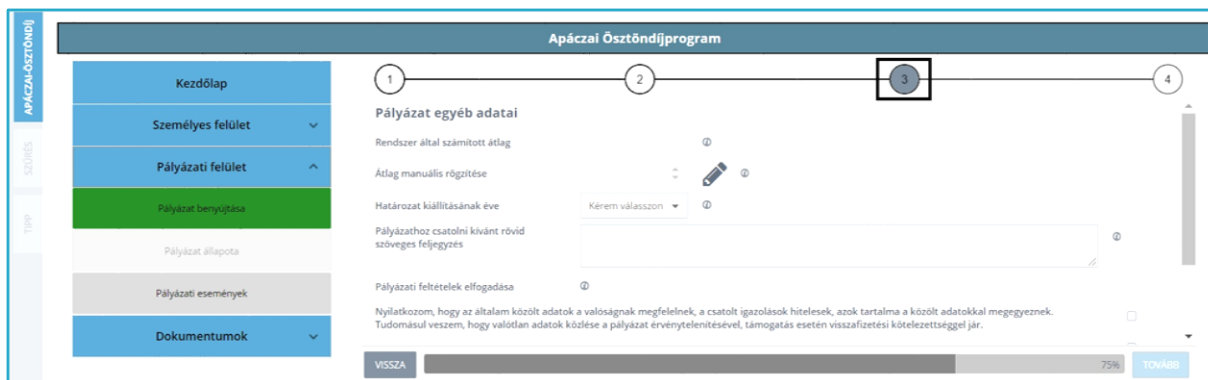 Apáczai Ösztöndíjprogram
APÁCZAI-ÖSZTÖNDÍJ
SZŰRÉS
TIPP
Kezdőlap
Személyes felület
Pályázati felület
Pályázat benyújtása
Pályázat állapota
Pályázati események
Dokumentumok
1
2
3
4
Pályázat egyéb adatai
Rendszer által számított átlag
Átlag manuális rögzítése
Határozat kiállításának éve
Kérem válasszon
Pályázathoz csatolni kívánt rövid
szöveges feljegyzés
Pályázati feltételek elfogadása
Nyilatkozom, hogy az általam közölt adatok a valóságnak megfelelnek, a csatolt igazolások hitelesek, azok tartalma a közölt adatokkal megegyeznek.
Tudomásul veszem, hogy valótlan adatok közlése a pályázat érvénytelenítésével, támogatás esetén visszafizetési kötelezettséggel jár.
VISSZA
75%
TOVÁBB